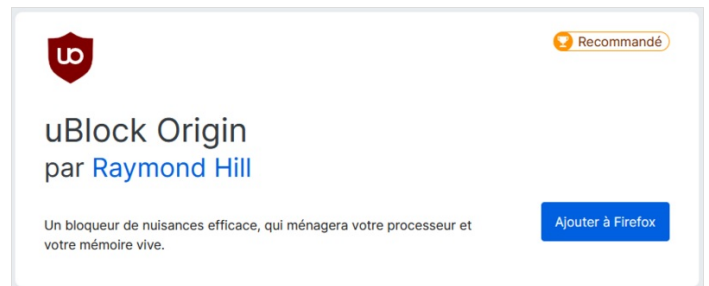 uo
Recommandé
uBlock Origin
par Raymond Hill
Un bloqueur de nuisances efficace, qui ménagera votre processeur et
votre mémoire vive.
Ajouter à Firefox